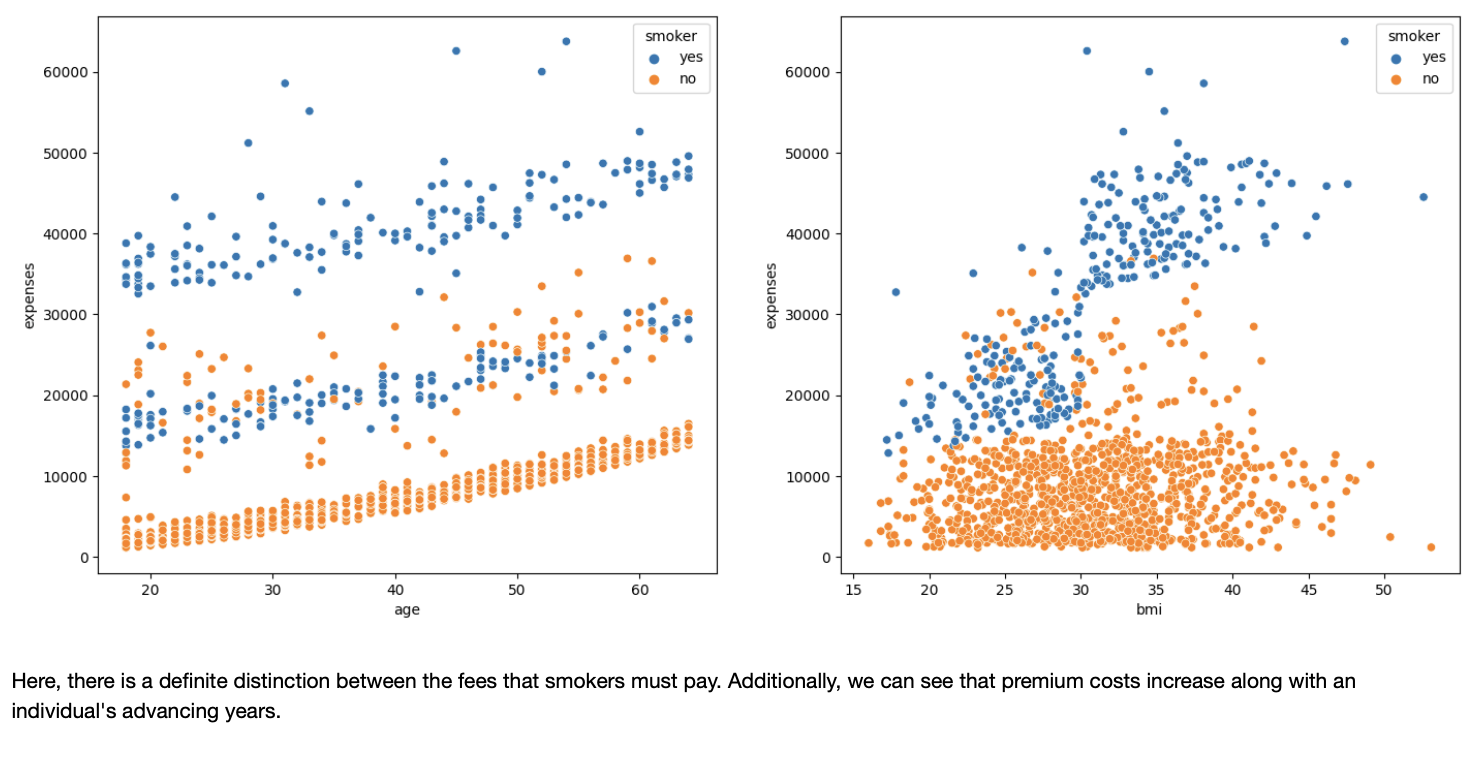 smoker
yes
no
60000
50000
40000
30000
20000
10000
0
expenses
20 30 40 50 60
age
smoker
yes
no
60000
50000
40000
30000
20000
10000
0
expenses
15 20 25 30 35 40 45 50
bmi
Here, there is a definite distinction between the fees that smokers must pay. Additionally, we can see that premium costs increase along with an
individual's advancing years.